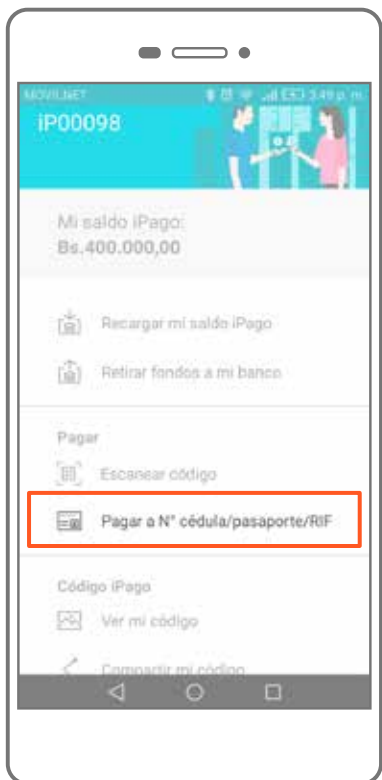 MOVILNET 3:49 p. m.
iP00098
Mi saldo iPago:
Bs.400.000,00
Recargar mi saldo iPago
Retirar fondos a mi banco
Pagar
Escanear código
Pagar a N° cédula/pasaporte/RIF
Código iPago
Ver mi código
Compartir mi código